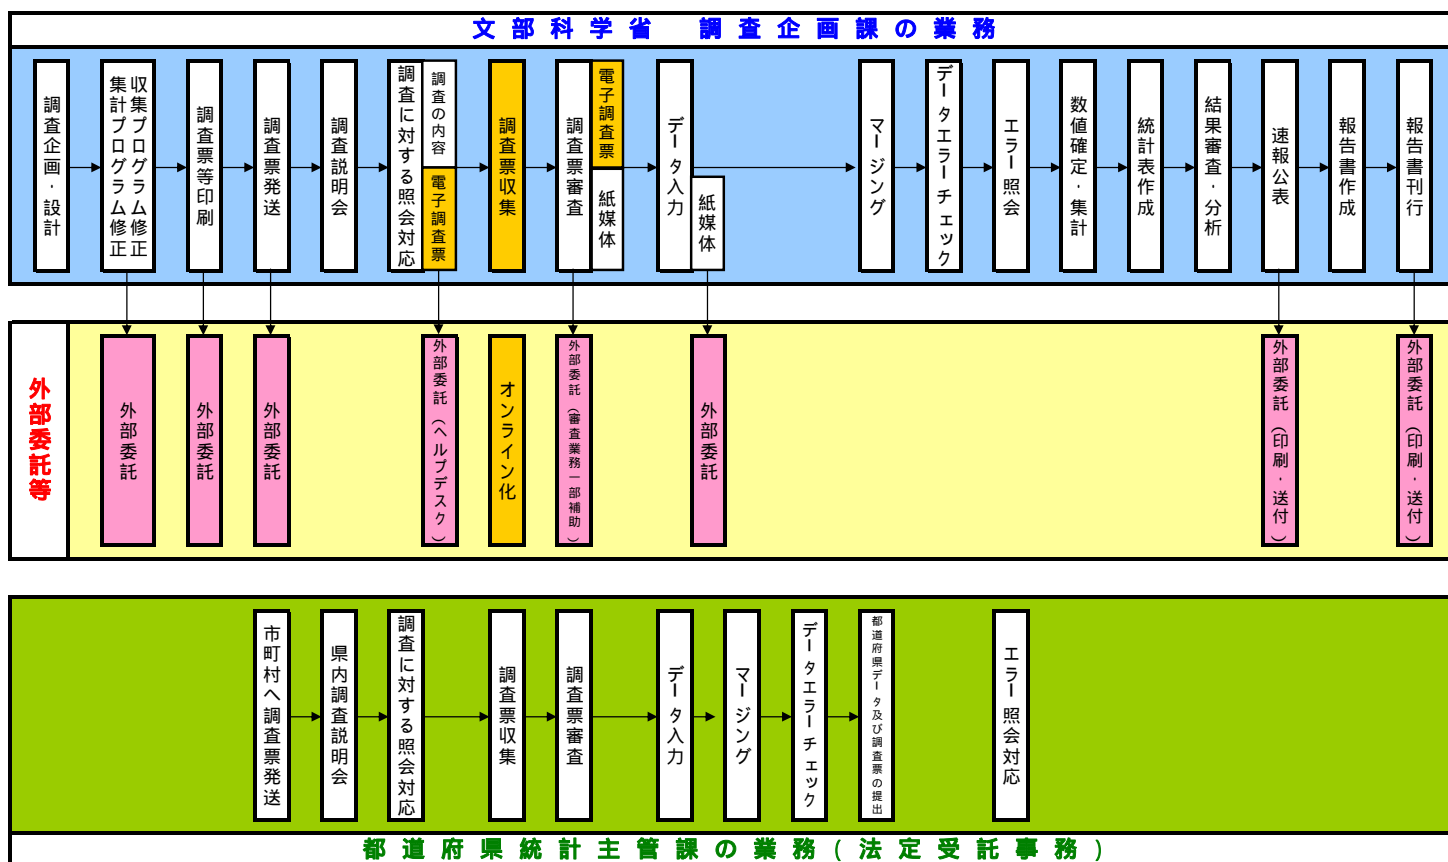 文部科学省 調査企画課の業務
調査企画・設計
収集プログラム修正
集計プログラム修正
調査票等印刷
調査票発送
調査説明会
調査に対する照会対応
調査の内容
電子調査票
調査票収集
調査票審査
電子調査票
紙媒体
データ入力
紙媒体
マージング
データエラーチェック
エラー照会
数値確定・集計
統計表作成
結果審査・分析
速報公表
報告書作成
報告書刊行
外部委託等
外部委託
外部委託
外部委託
外部委託(ヘルプデスク)
オンライン化
外部委託(審査業務一部補助)
外部委託
外部委託(印刷・送付)
外部委託(印刷・送付)
市町村へ調査票発送
県内調査説明会
調査に対する照会対応
調査票収集
調査票審査
データ入力
マージング
データエラーチェック
都道府県データ及び調査票の提出
エラー照会対応
都道府県統計主管課の業務(法定受託事務)